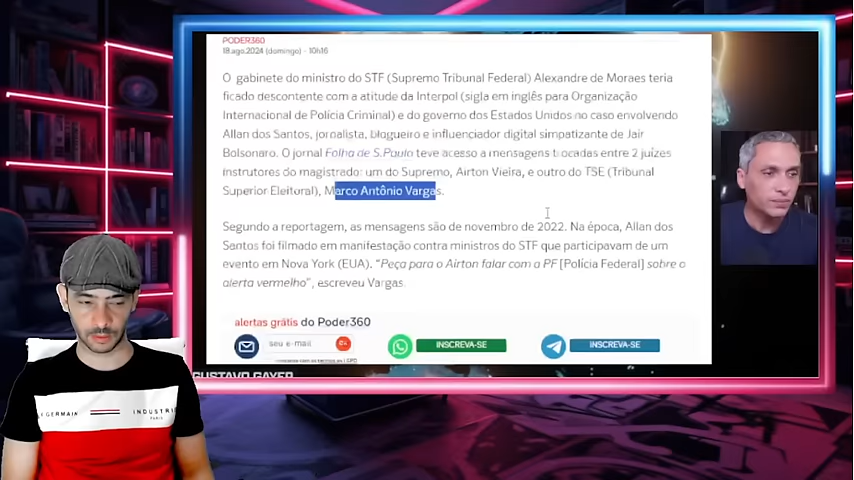 PODER360
18.ago.2024 (domingo) - 10h16
O gabinete do ministro do STF (Supremo Tribunal Federal) Alexandre de Moraes teria
ficado descontente com a atitude da Interpol (sigla em inglês para Organização
Internacional de Polícia Criminal) e do governo dos Estados Unidos no caso envolvendo
Allan dos Santos, jornalista, blogueiro e influenciador digital simpatizante de Jair
Bolsonaro. O jornal Folha de S.Paulo teve acesso a mensagens trocadas entre 2 juízes
instrutores do magistrado: um do Supremo, Airton Vieira, e outro do TSE (Tribunal
Superior Eleitoral), Marco Antônio Vargas.
Segundo a reportagem, as mensagens são de novembro de 2022. Na época, Allan dos
Santos foi filmado em manifestação contra ministros do STF que participavam de um
evento em Nova York (EUA). "Peça para o Airton falar com a PF [Polícia Federal] sobre o
alerta vermelho", escreveu Vargas.
alertas grátis do Poder360
seu e-mail
INSCREVA-SE
INSCREVA-SE
GUSTAVO GAYER
GERMAIN
INDUSTRI
PARIS